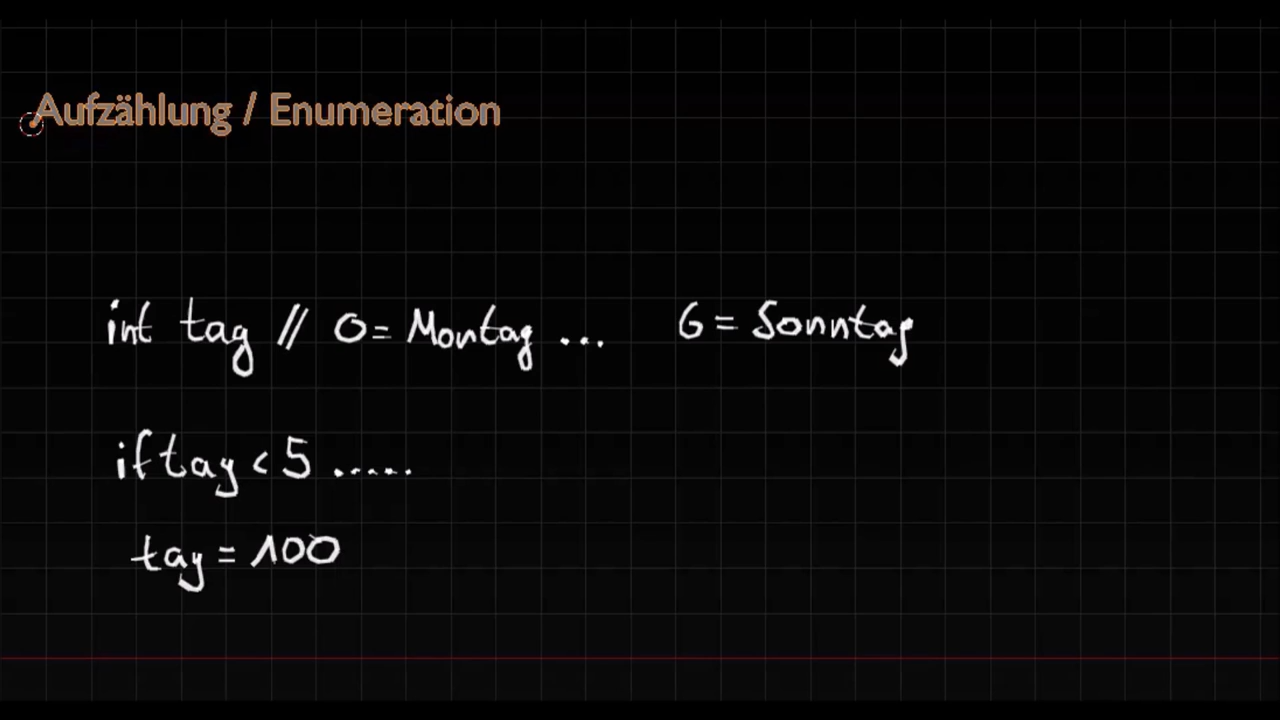 Aufzählung / Enumeration
int tag // 0 = Montag ... 6 = Sonntag
if tag < 5 ......
tag = 100